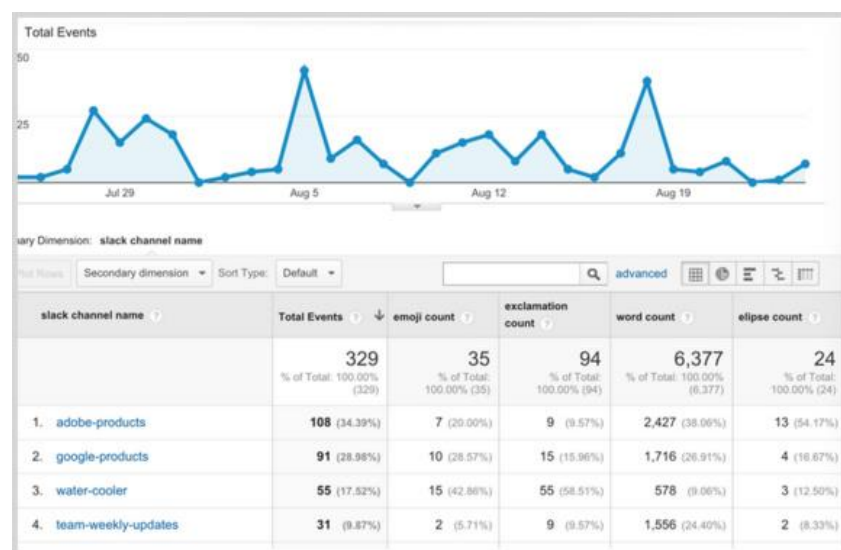 Total Events
50
25
Jul 29 Aug 5 Aug 12 Aug 19
ary Dimension: slack channel name
Plot Rows Secondary dimension Sort Type: Default advanced
slack channel name ? Total Events ? emoji count ? exclamation count ? word count ? elipse count ?
329 35 94 6,377 24
% of Total: 100.00% (329) % of Total: 100.00% (35) % of Total: 100.00% (94) % of Total: 100.00% (6,377) % of Total: 100.00% (24)
1. adobe-products 108 (34.39%) 7 (20.00%) 9 (9.57%) 2,427 (38.06%) 13 (54.17%)
2. google-products 91 (28.98%) 10 (28.57%) 15 (15.96%) 1,716 (26.91%) 4 (16.67%)
3. water-cooler 55 (17.52%) 15 (42.86%) 55 (58.51%) 578 (9.06%) 3 (12.50%)
4. team-weekly-updates 31 (9.87%) 2 (5.71%) 9 (9.57%) 1,556 (24.40%) 2 (8.33%)